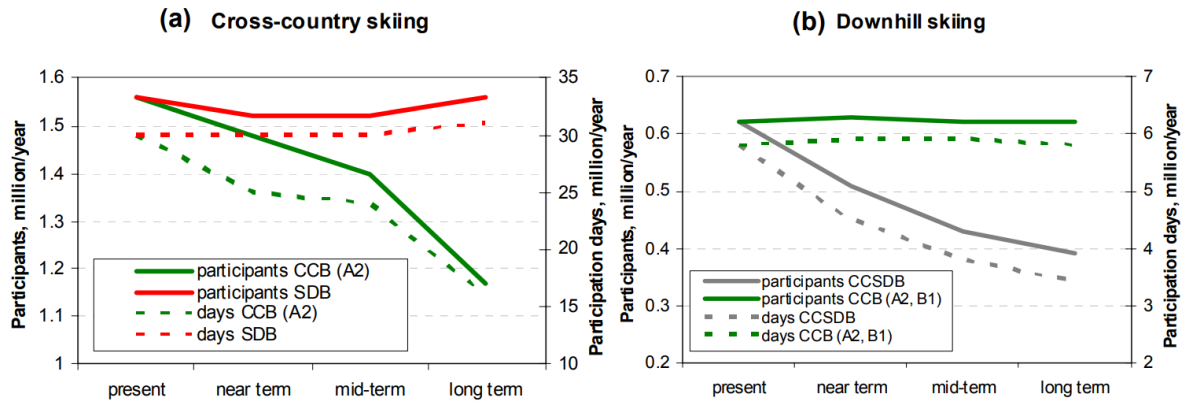 (a) Cross-country skiing
Participants, million/year
1.6
1.5
1.4
1.3
1.2
1.1
1
35
30
25
20
15
10
Participation days, million/year
participants CCB (A2)
participants SDB
days CCB (A2)
days SDB
present near term mid-term long term
(b) Downhill skiing
Participants, million/year
0.7
0.6
0.5
0.4
0.3
0.2
7
6
5
4
3
2
Participation days, million/year
participants CCSDB
participants CCB (A2, B1)
days CCSDB
days CCB (A2, B1)
present near term mid-term long term